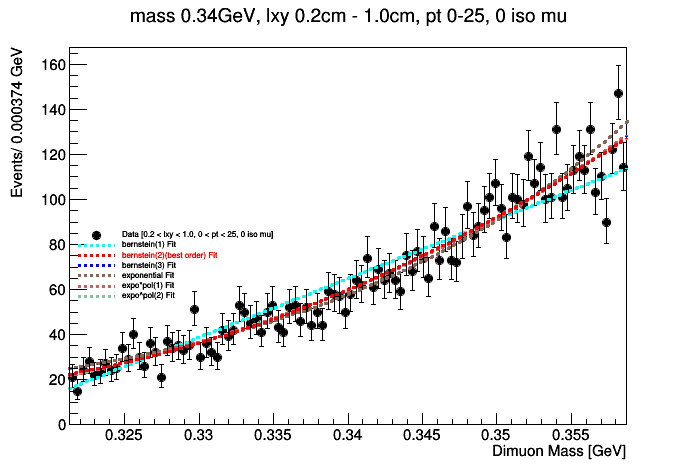 mass 0.34GeV, lxy 0.2cm - 1.0cm, pt 0-25, 0 iso mu
Events/ 0.000374 GeV
160
140
120
100
80
60
40
20
0
Data [0.2 < lxy < 1.0, 0 < pt < 25, 0 iso mu]
bernstein(1) Fit
bernstein(2)(best order) Fit
bernstein(3) Fit
exponential Fit
expo*pol(1) Fit
expo*pol(2) Fit
0.325 0.33 0.335 0.34 0.345 0.35 0.355
Dimuon Mass [GeV]